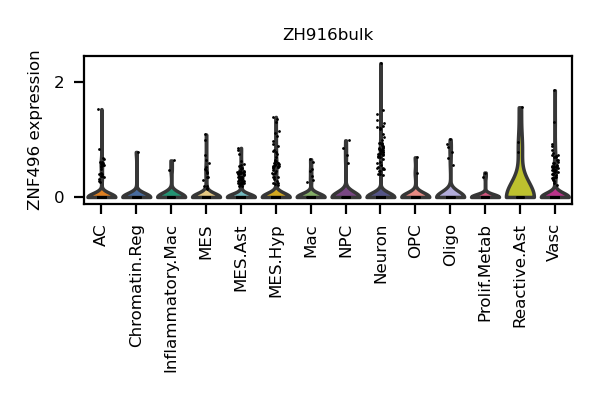 ZH916bulk
ZNF496 expression
2
0
AC
Chromatin.Reg
Inflammatory.Mac
MES
MES.Ast
MES.Hyp
Mac
NPC
Neuron
OPC
Oligo
Prolif.Metab
Reactive.Ast
Vasc